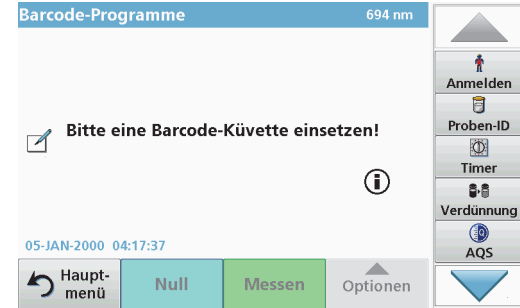 Barcode-Programme 694 nm
Anmelden
Proben-ID
Bitte eine Barcode-Küvette einsetzen!
Timer
Verdünnung
05-JAN-2000 04:17:37
AQS
Haupt-
menü
Null
Messen
Optionen